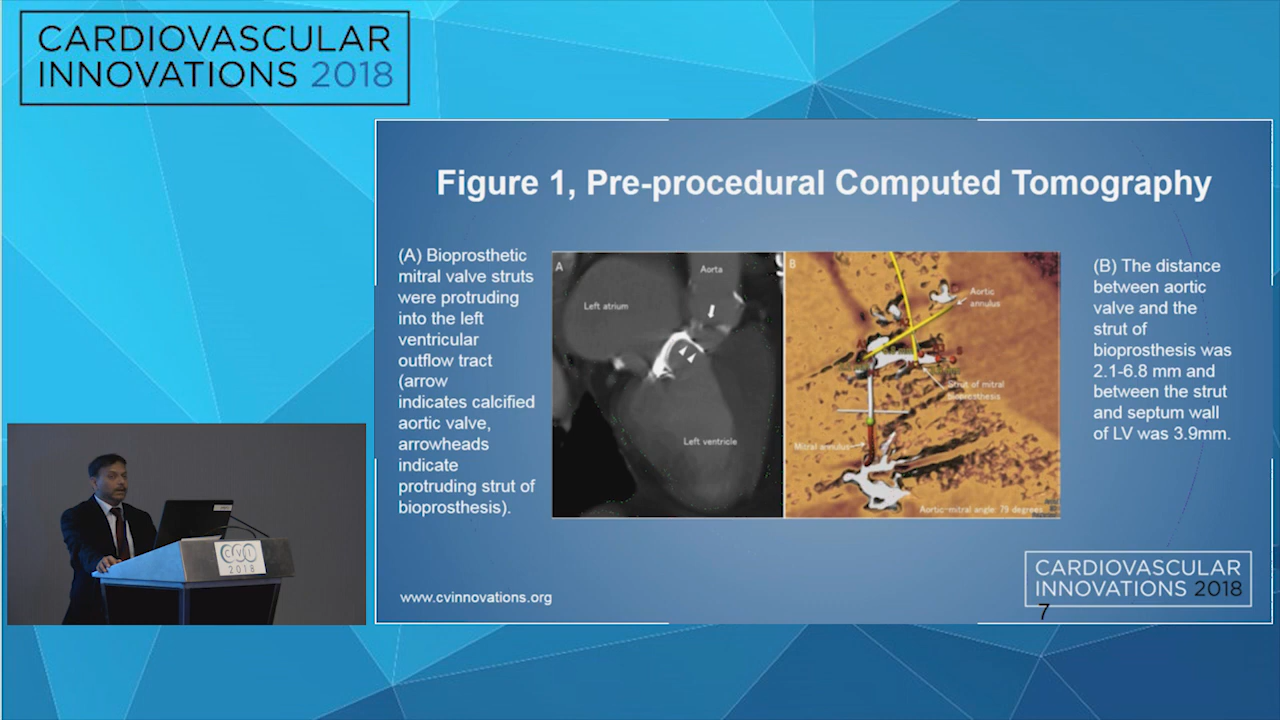 CARDIOVASCULAR
INNOVATIONS 2018
Figure 1, Pre-procedural Computed Tomography
(A) Bioprosthetic
mitral valve struts
were protruding
into the left
ventricular
outflow tract
(arrow
indicates calcified
aortic valve,
arrowheads
indicate
protruding strut of
bioprosthesis).
A
Aorta
Left atrium
Left ventricle
B
Aortic
annulus
Strut of mitral
bioprosthesis
Mitral annulus
Aortic-mitral angle: 79 degrees
(B) The distance
between aortic
valve and the
strut of
bioprosthesis was
2.1-6.8 mm and
between the strut
and septum wall
of LV was 3.9mm.
www.cvinnovations.org
CARDIOVASCULAR
INNOVATIONS 2018
7
CVI
2018